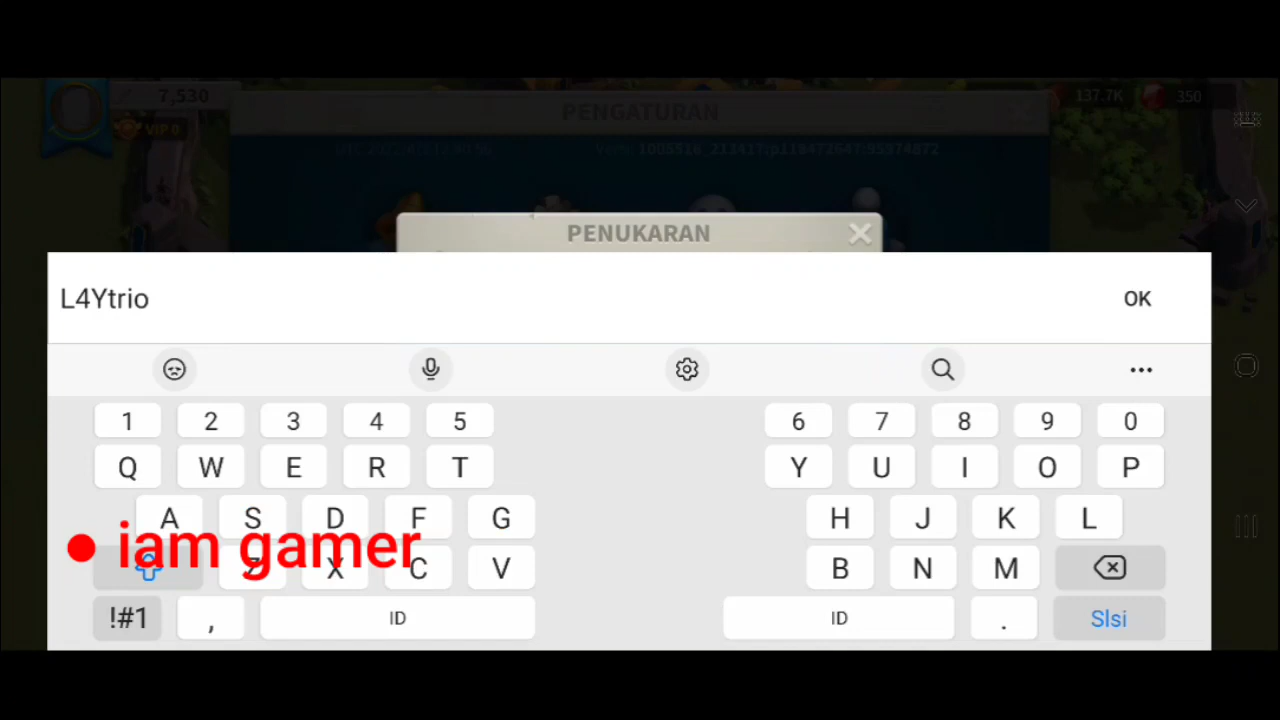 7,530
137.7K 350
PENGATURAN
VIP 0
PENUKARAN
L4Ytrio
OK
1 2 3 4 5 6 7 8 9 0
Q W E R T Y U I O P
A S D F G H J K L
iam gamer
Z X C V B N M
!#1 , ID ID . Slsi